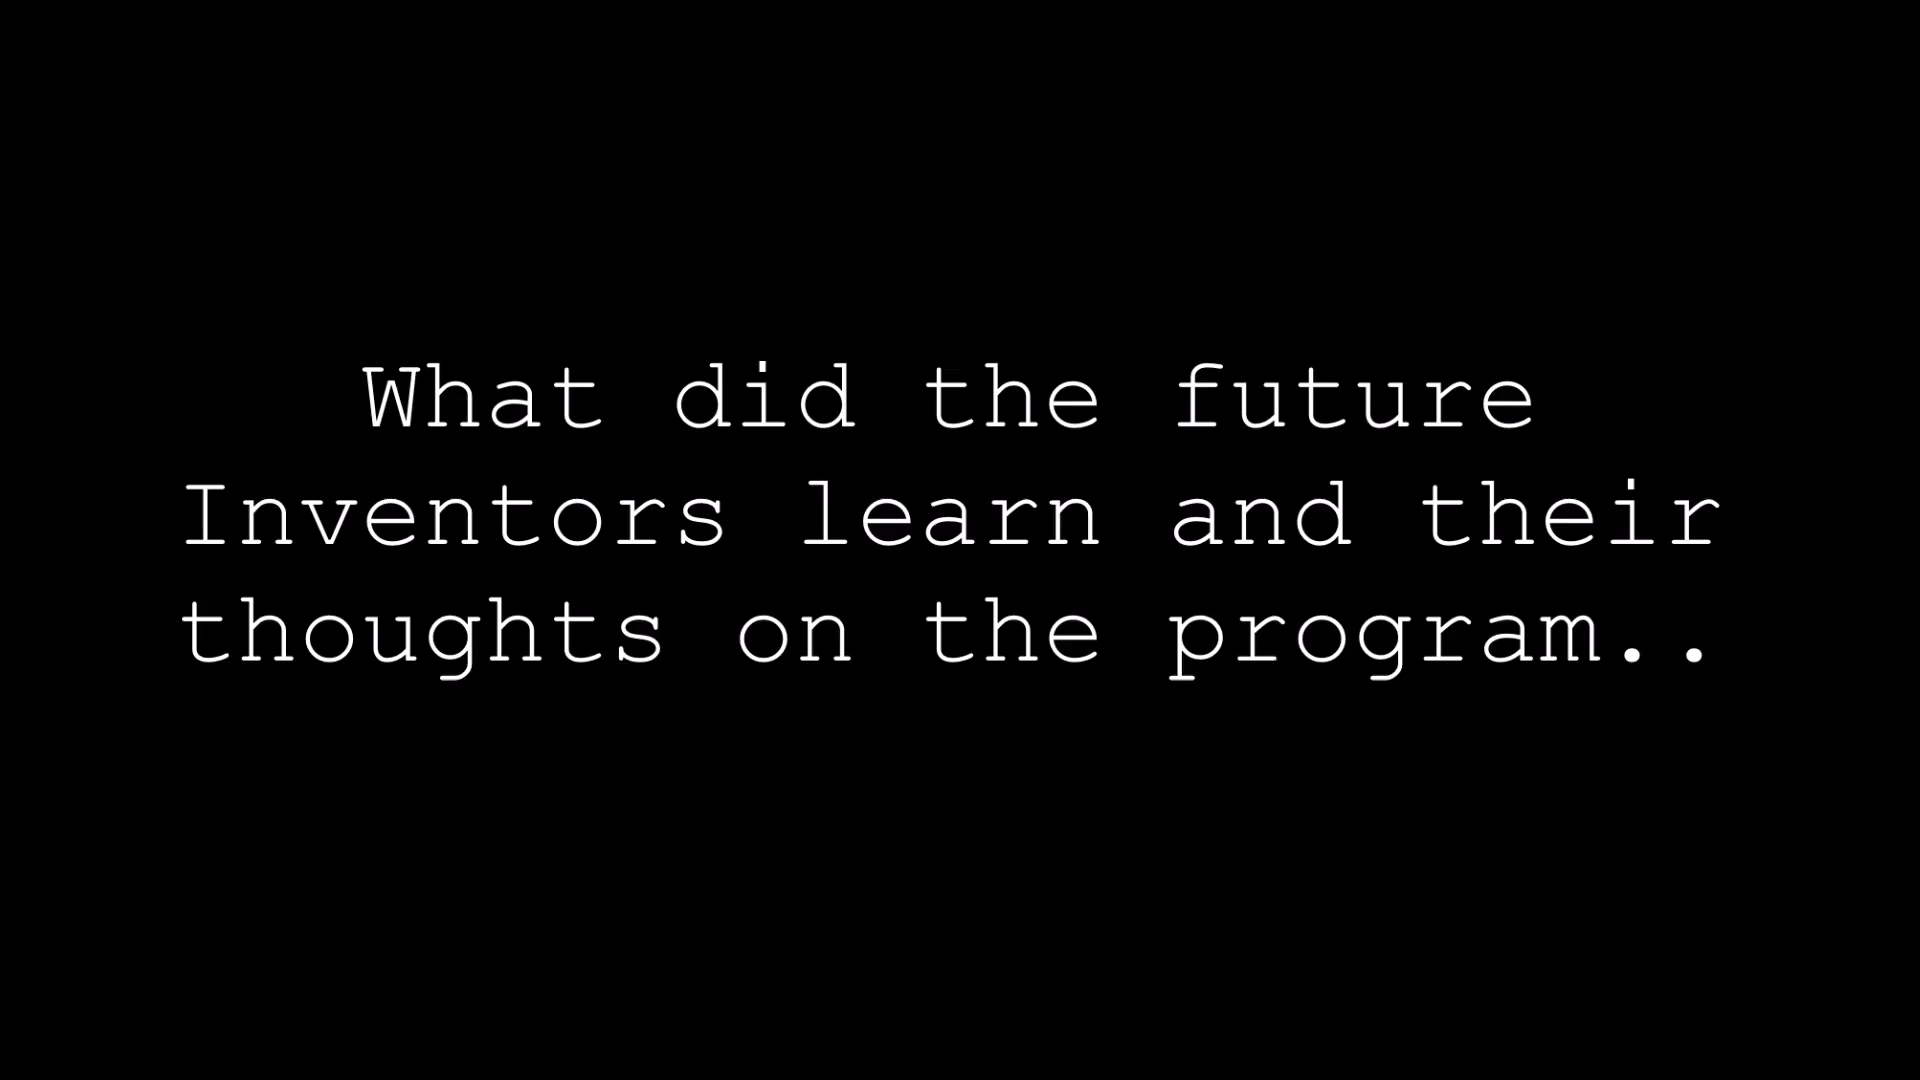 What did the future
Inventors learn and their
thoughts on the program..